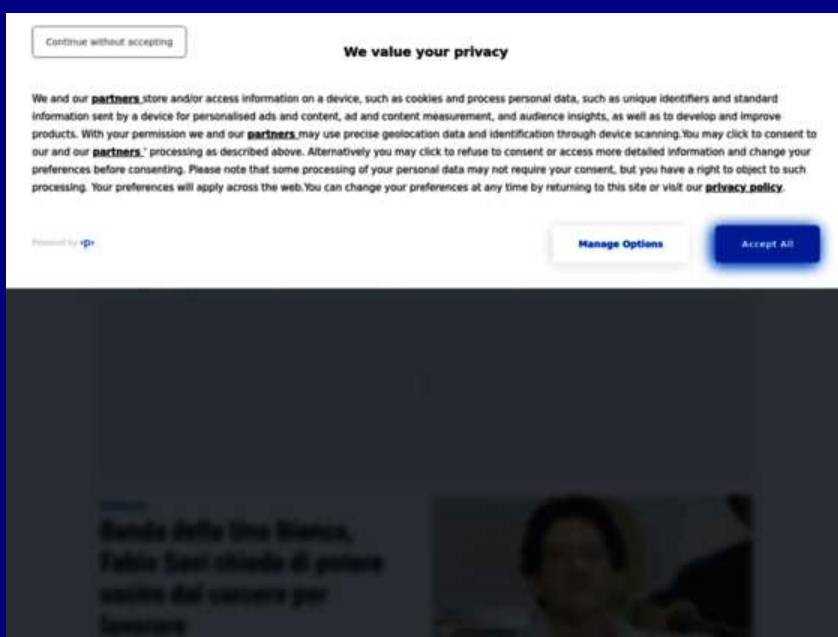 Continue without accepting
We value your privacy
We and our partners store and/or access information on a device, such as cookies and process personal data, such as unique identifiers and standard
information sent by a device for personalised ads and content, ad and content measurement, and audience insights, as well as to develop and improve
products. With your permission we and our partners may use precise geolocation data and identification through device scanning.You may click to consent to
our and our partners ' processing as described above. Alternatively you may click to refuse to consent or access more detailed information and change your
preferences before consenting. Please note that some processing of your personal data may not require your consent, but you have a right to object to such
processing. Your preferences will apply across the web.You can change your preferences at any time by returning to this site or visit our privacy policy.
Powered by
Manage Options
Accept All
Banda della Uno Bianca,
Fabio Savi chiede di potere
uscire dal carcere per
lavorare